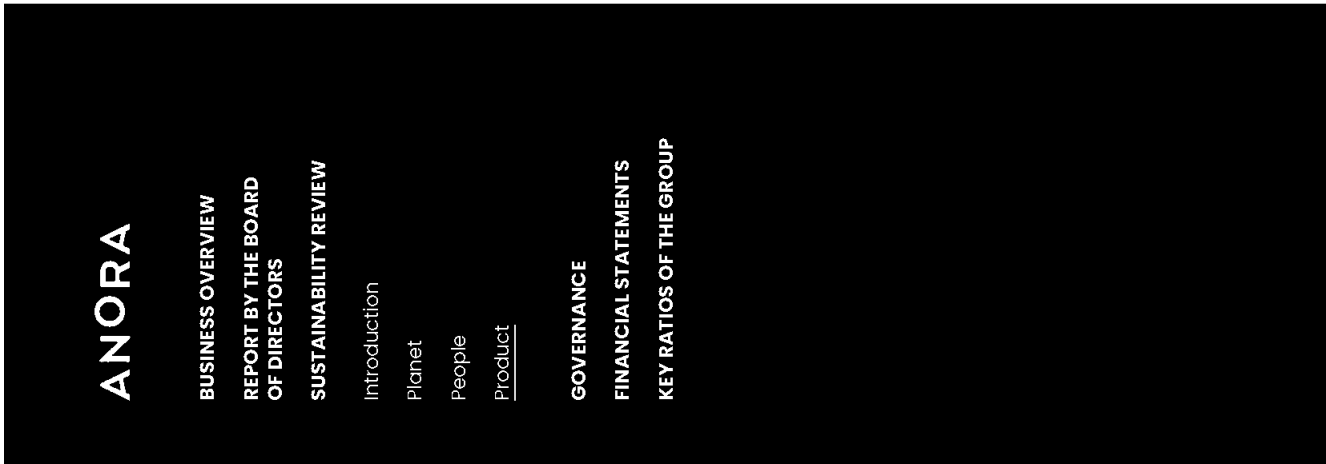 ANORA
BUSINESS OVERVIEW
REPORT BY THE BOARD
OF DIRECTORS
SUSTAINABILITY REVIEW
Introduction
Planet
People
Product
GOVERNANCE
FINANCIAL STATEMENTS
KEY RATIOS OF THE GROUP